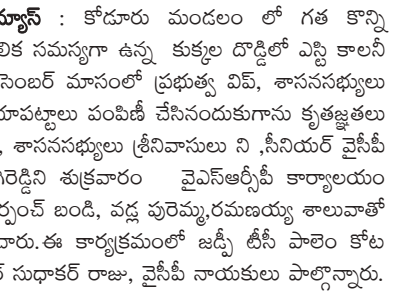 న్యూస్ : కోడూరు మండలం లో గత కొన్ని
లిక సమస్యగా ఉన్న కుక్కల దొడ్డిలో ఎస్టి కాలనీ
సెంబర్ మాసంలో ప్రభుత్వ విప్, శాసనసభ్యులు
పట్టాలు పంపిణీ చేసినందుకుగాను కృతజ్ఞతలు
, శాసనసభ్యులు శ్రీనివాసులు ని ,సీనియర్ వైసీపీ
రెడ్డిని శుక్రవారం వైఎస్ఆర్సీపీ కార్యాలయం
ర్పంచ్ బండి, వడ్ల పురెమ్మ,రమణయ్య శాలువాతో
చారు.ఈ కార్యక్రమంలో జడ్పీ టీసీ పాలెం కోట
సుధాకర్ రాజు, వైసీపీ నాయకులు పాల్గొన్నారు.